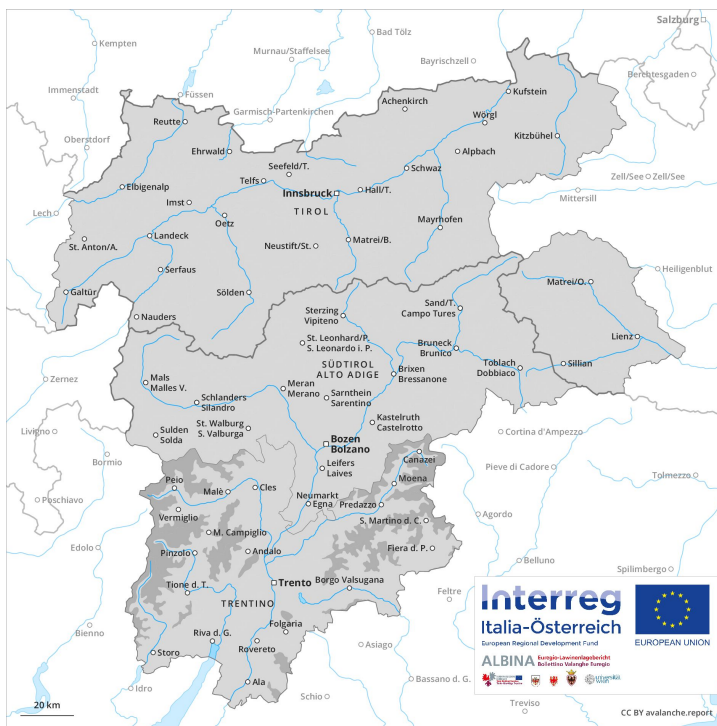 Salzburg
Kempten
Bad Tölz
Murnau/Staffelsee
Bayrischzell
Berchtesgaden
Immenstadt
Füssen
Kufstein
Achenkirch
Garmisch-Partenkirchen
Wörgl
Reutte
Kitzbühel
Oberstdorf
Ehrwald
Alpbach
Seefeld/T.
Schwaz
Zell/See
Zell/See
Telfs
Elbigenalp
Innsbruck
Hall/T.
Mittersill
Imst
TIROL
Lech
Oetz
Mayrhofen
Landeck
Matrei/B.
St. Anton/A.
Neustift/St.
Serfaus
Heiligenblut
Matrei/O.
Galtür
Sölden
Sand/T.
Campo Tures
Nauders
Sterzing
Vipiteno
Lienz
St. Leonhard/P.
S. Leonardo i. P.
Bruneck
Brunico
SÜDTIROL
ALTO ADIGE
Toblach
Dobbiaco
Sillian
Brixen
Bressanone
Zernez
Mals
Malles V.
Meran
Merano
Sarnthein
Sarentino
Schlanders
Silandro
Kastelruth
Castelrotto
St. Walburg
S. Valburga
Livigno
Sulden
Solda
Cortina d'Ampezzo
Bozen
Bolzano
Canazei
Bormio
Pieve di Cadore
Leifers
Laives
Tolmezzo
Peio
Moena
Malè
Cles
Poschiavo
Neumarkt
Egna
Predazzo
Vermiglio
Agordo
S. Martino d. C.
M. Campiglio
Edolo
Pinzolo
Andalo
Fiera d. P.
Belluno
Spilimbergo
Trento
Borgo Valsugana
Tione d. T.
Feltre
TRENTINO
Interreg
Folgaria
Italia-Österreich
Bienno
Riva d. G.
European Regional Development Fund
EUROPEAN UNION
Rovereto
Asiago
Storo
ALBINA
Euregio-Lawinenlagebericht
Bollettino Valanghe Euregio
Ala
Idro
Bassano d. G.
Schio
20 km
Treviso
CC BY avalanche.report